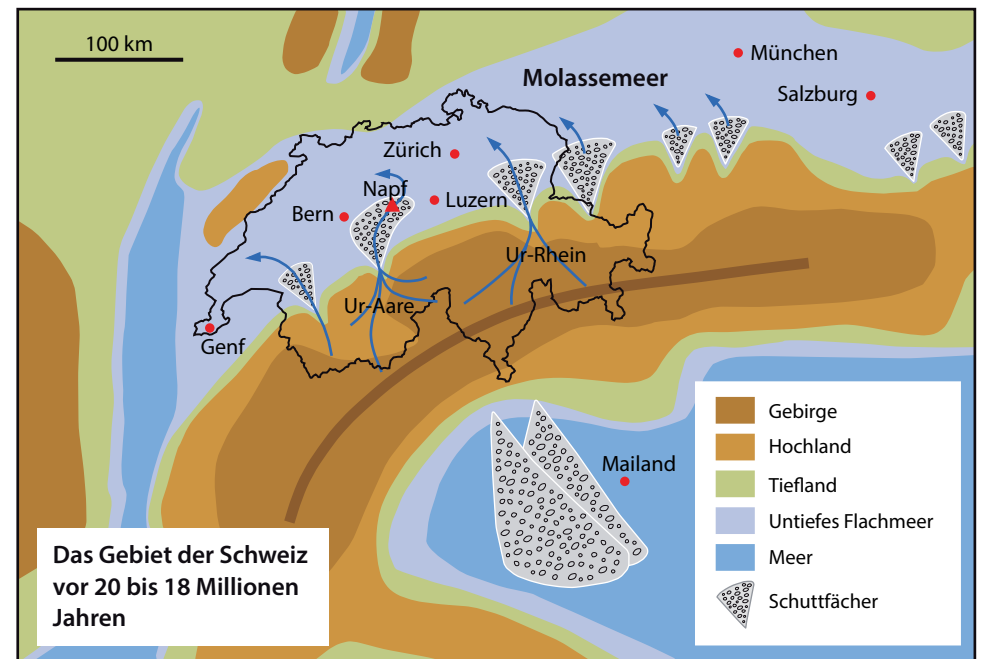 100 km
München
Molassemeer
Salzburg
Zürich
Napf
Luzern
Bern
Ur-Rhein
Ur-Aare
Genf
Mailand
Gebirge
Hochland
Tiefland
Untiefes Flachmeer
Meer
Schuttfächer
Das Gebiet der Schweiz
vor 20 bis 18 Millionen
Jahren